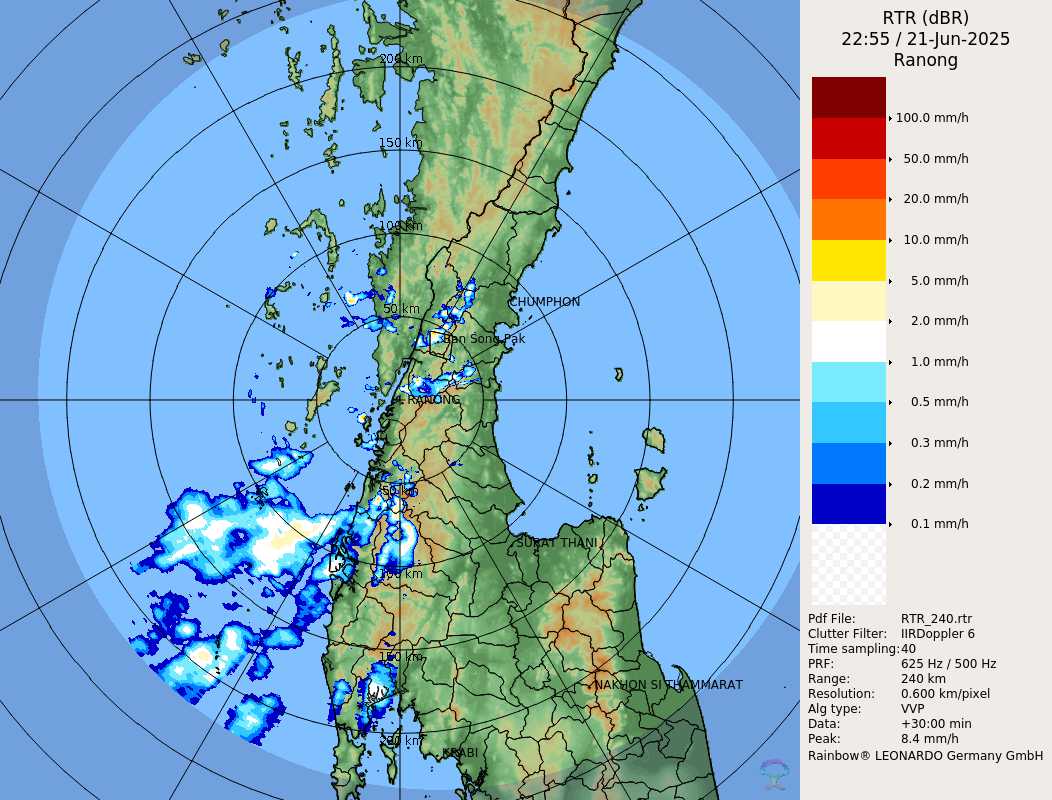 RTR (dBR)
22:55 / 21-Jun-2025
Ranong
100.0 mm/h
50.0 mm/h
20.0 mm/h
10.0 mm/h
5.0 mm/h
2.0 mm/h
1.0 mm/h
0.5 mm/h
0.3 mm/h
0.2 mm/h
0.1 mm/h
Pdf File: RTR_240.rtr
Clutter Filter: IIRDoppler 6
Time sampling:40
PRF: 625 Hz / 500 Hz
Range: 240 km
Resolution: 0.600 km/pixel
Alg type: VVP
Data: +30:00 min
Peak: 8.4 mm/h
Rainbow® LEONARDO Germany GmbH
200 km
150 km
100 km
50 km
CHUMPHON
Ban Song Pak
RANONG
50 km
SURAT THANI
100 km
150 km
NAKHON SI THAMMARAT
200 km
KRABI